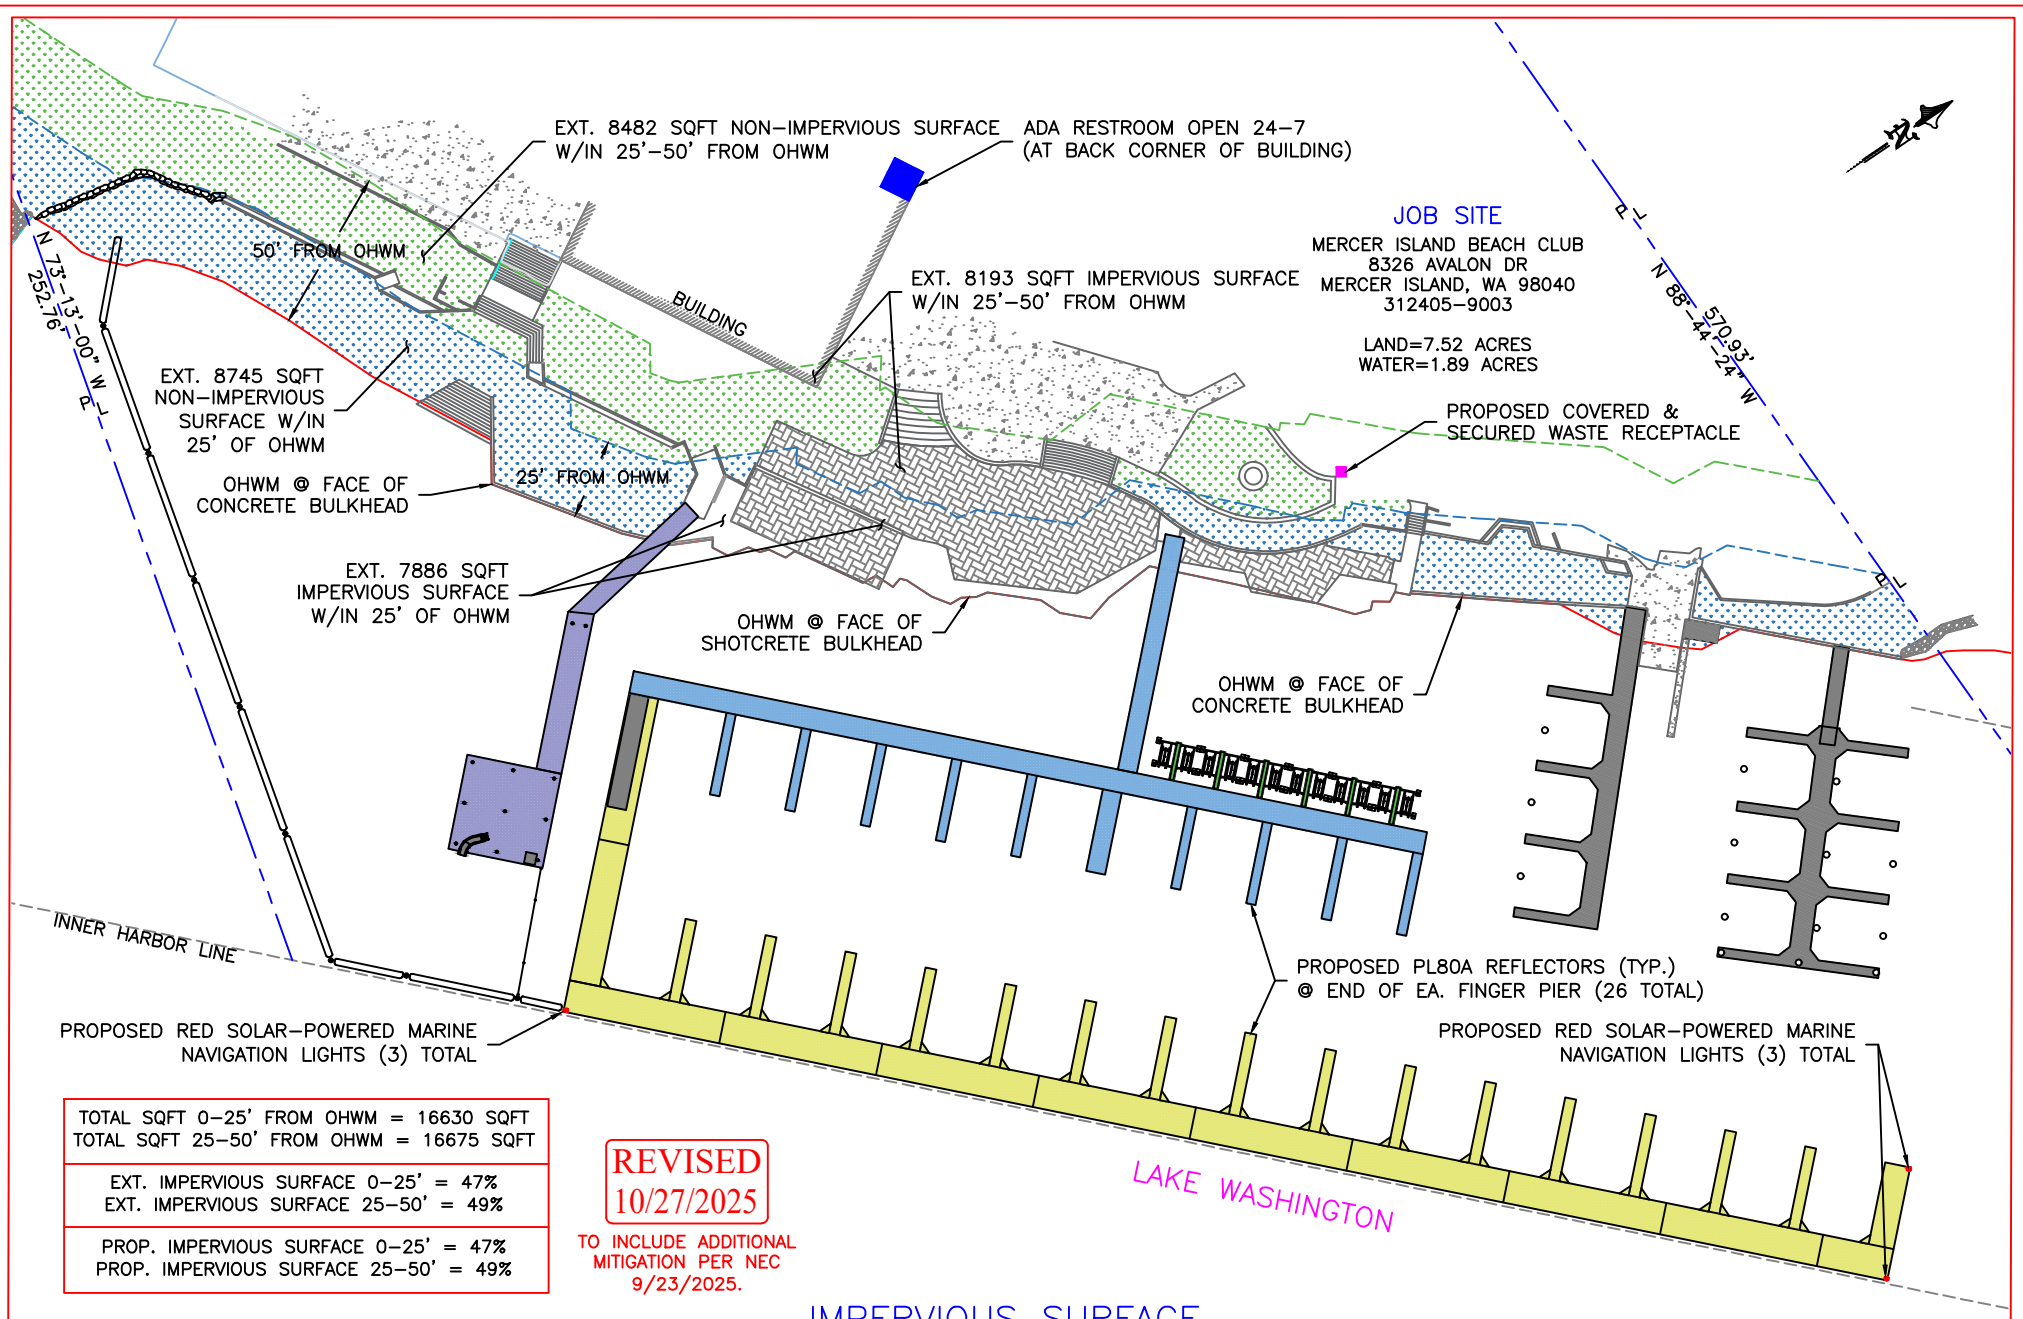 EXT. 8482 SQFT NON-IMPERVIOUS SURFACE
W/IN 25'-50' FROM OHWM
ADA RESTROOM OPEN 24-7
(AT BACK CORNER OF BUILDING)
N
JOB SITE
MERCER ISLAND BEACH CLUB
8326 AVALON DR
MERCER ISLAND, WA 98040
312405-9003
LAND=7.52 ACRES
WATER=1.89 ACRES
PL
N 88°-44'-24" W
570.93'
50' FROM OHWM
N 73°-13'-00" W
252.76'
PL
BUILDING
EXT. 8193 SQFT IMPERVIOUS SURFACE
W/IN 25'-50' FROM OHWM
EXT. 8745 SQFT
NON-IMPERVIOUS
SURFACE W/IN
25' OF OHWM
PROPOSED COVERED &
SECURED WASTE RECEPTACLE
OHWM @ FACE OF
CONCRETE BULKHEAD
25' FROM OHWM
EXT. 7886 SQFT
IMPERVIOUS SURFACE
W/IN 25' OF OHWM
PL
OHWM @ FACE OF
SHOTCRETE BULKHEAD
OHWM @ FACE OF
CONCRETE BULKHEAD
INNER HARBOR LINE
PROPOSED PL80A REFLECTORS (TYP.)
@ END OF EA. FINGER PIER (26 TOTAL)
PROPOSED RED SOLAR-POWERED MARINE
NAVIGATION LIGHTS (3) TOTAL
PROPOSED RED SOLAR-POWERED MARINE
NAVIGATION LIGHTS (3) TOTAL
TOTAL SQFT 0-25' FROM OHWM = 16630 SQFT
TOTAL SQFT 25-50' FROM OHWM = 16675 SQFT
EXT. IMPERVIOUS SURFACE 0-25' = 47%
EXT. IMPERVIOUS SURFACE 25-50' = 49%
PROP. IMPERVIOUS SURFACE 0-25' = 47%
PROP. IMPERVIOUS SURFACE 25-50' = 49%
REVISED
10/27/2025
TO INCLUDE ADDITIONAL
MITIGATION PER NEC
9/23/2025.
LAKE WASHINGTON
IMPERVIOUS SURFACE